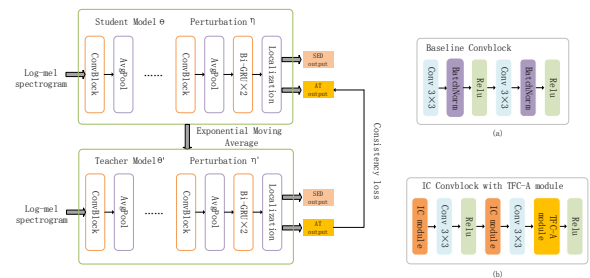 Student Model θ
Perturbation η
Log-mel
spectrogram
ConvBlock
AvgPool
......
ConvBlock
AvgPool
Bi-GRU×2
Localization
SED
output
AT
output
Exponential Moving
Average
Consistency loss
Teacher Modelθ'
Perturbation η'
Log-mel
spectrogram
ConvBlock
AvgPool
......
ConvBlock
AvgPool
Bi-GRU×2
Localization
SED
output
AT
output
Baseline Convblock
Conv 3×3
BatchNorm
Relu
Conv 3×3
BatchNorm
Relu
(a)
IC Convblock with TFC-A module
IC module
Conv 3×3
Relu
IC module
Conv 3×3
TFC-A
module
Relu
(b)